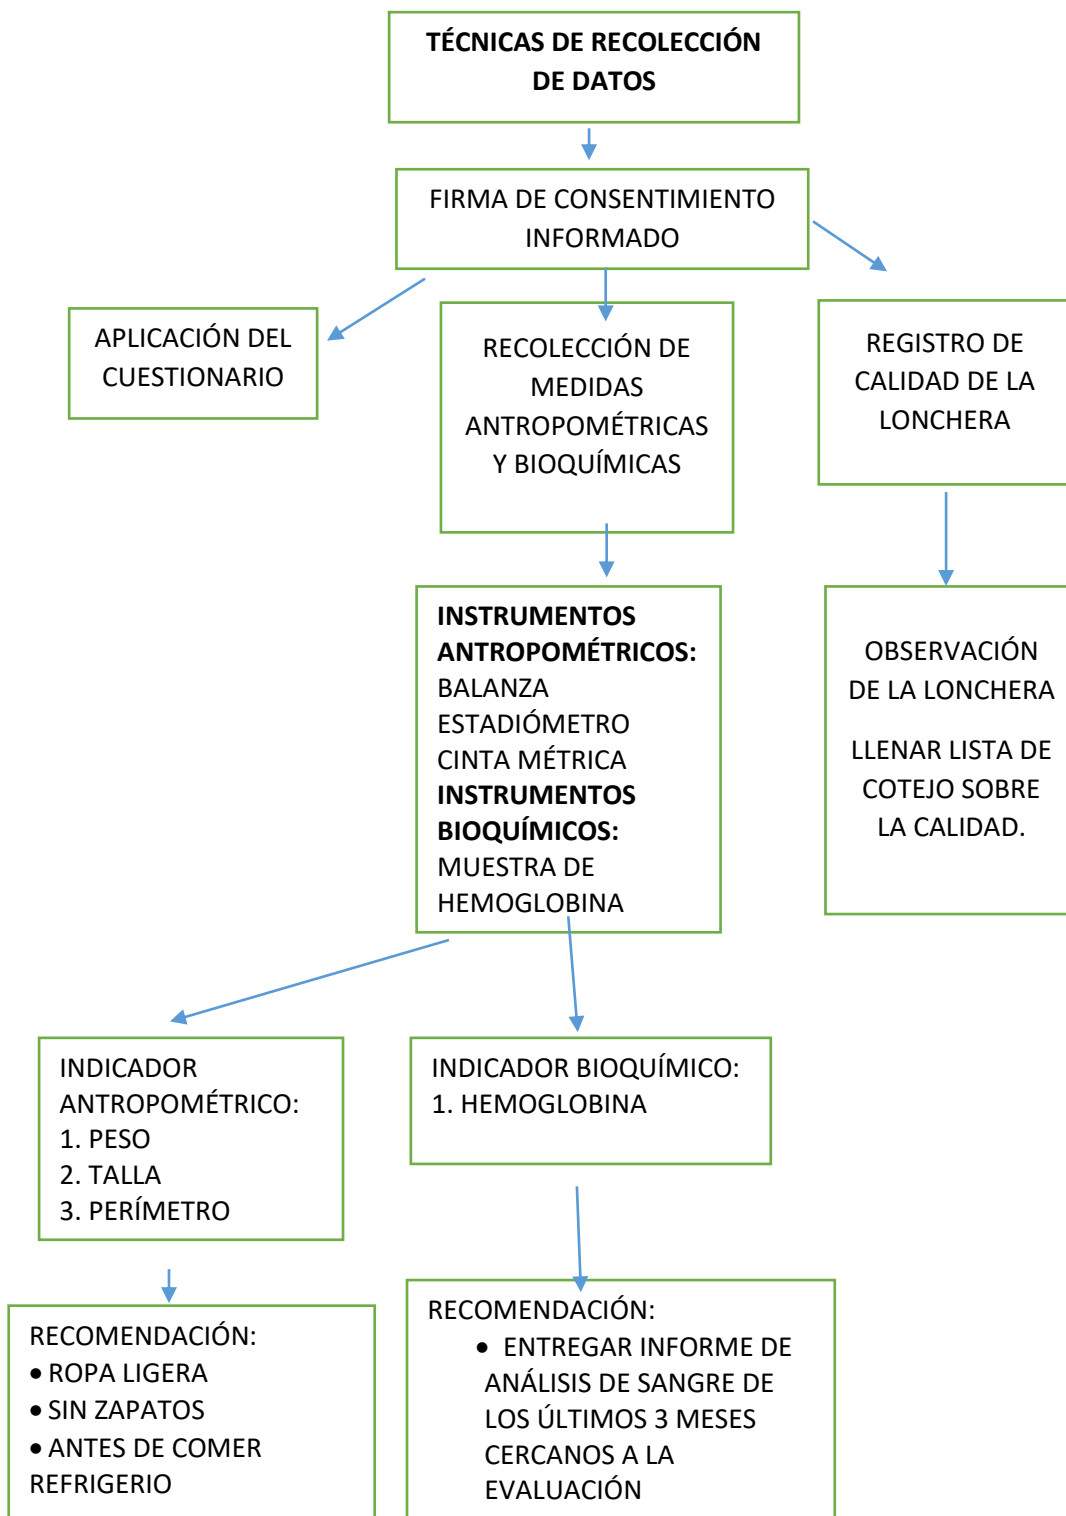 TÉCNICAS DE RECOLECCIÓN
DE DATOS
FIRMA DE CONSENTIMIENTO
INFORMADO
APLICACIÓN DEL
CUESTIONARIO
RECOLECCIÓN DE
MEDIDAS
ANTROPOMÉTRICAS
Y BIOQUÍMICAS
REGISTRO DE
CALIDAD DE LA
LONCHERA
INSTRUMENTOS
ANTROPOMÉTRICOS:
BALANZA
ESTADIÓMETRO
CINTA MÉTRICA
INSTRUMENTOS
BIOQUÍMICOS:
MUESTRA DE
HEMOGLOBINA
OBSERVACIÓN
DE LA LONCHERA
LLENAR LISTA DE
COTEJO SOBRE
LA CALIDAD.
INDICADOR
ANTROPOMÉTRICO:
1. PESO
2. TALLA
3. PERÍMETRO
INDICADOR BIOQUÍMICO:
1. HEMOGLOBINA
RECOMENDACIÓN:
• ROPA LIGERA
• SIN ZAPATOS
• ANTES DE COMER
REFRIGERIO
RECOMENDACIÓN:
• ENTREGAR INFORME DE
ANÁLISIS DE SANGRE DE
LOS ÚLTIMOS 3 MESES
CERCANOS A LA
EVALUACIÓN